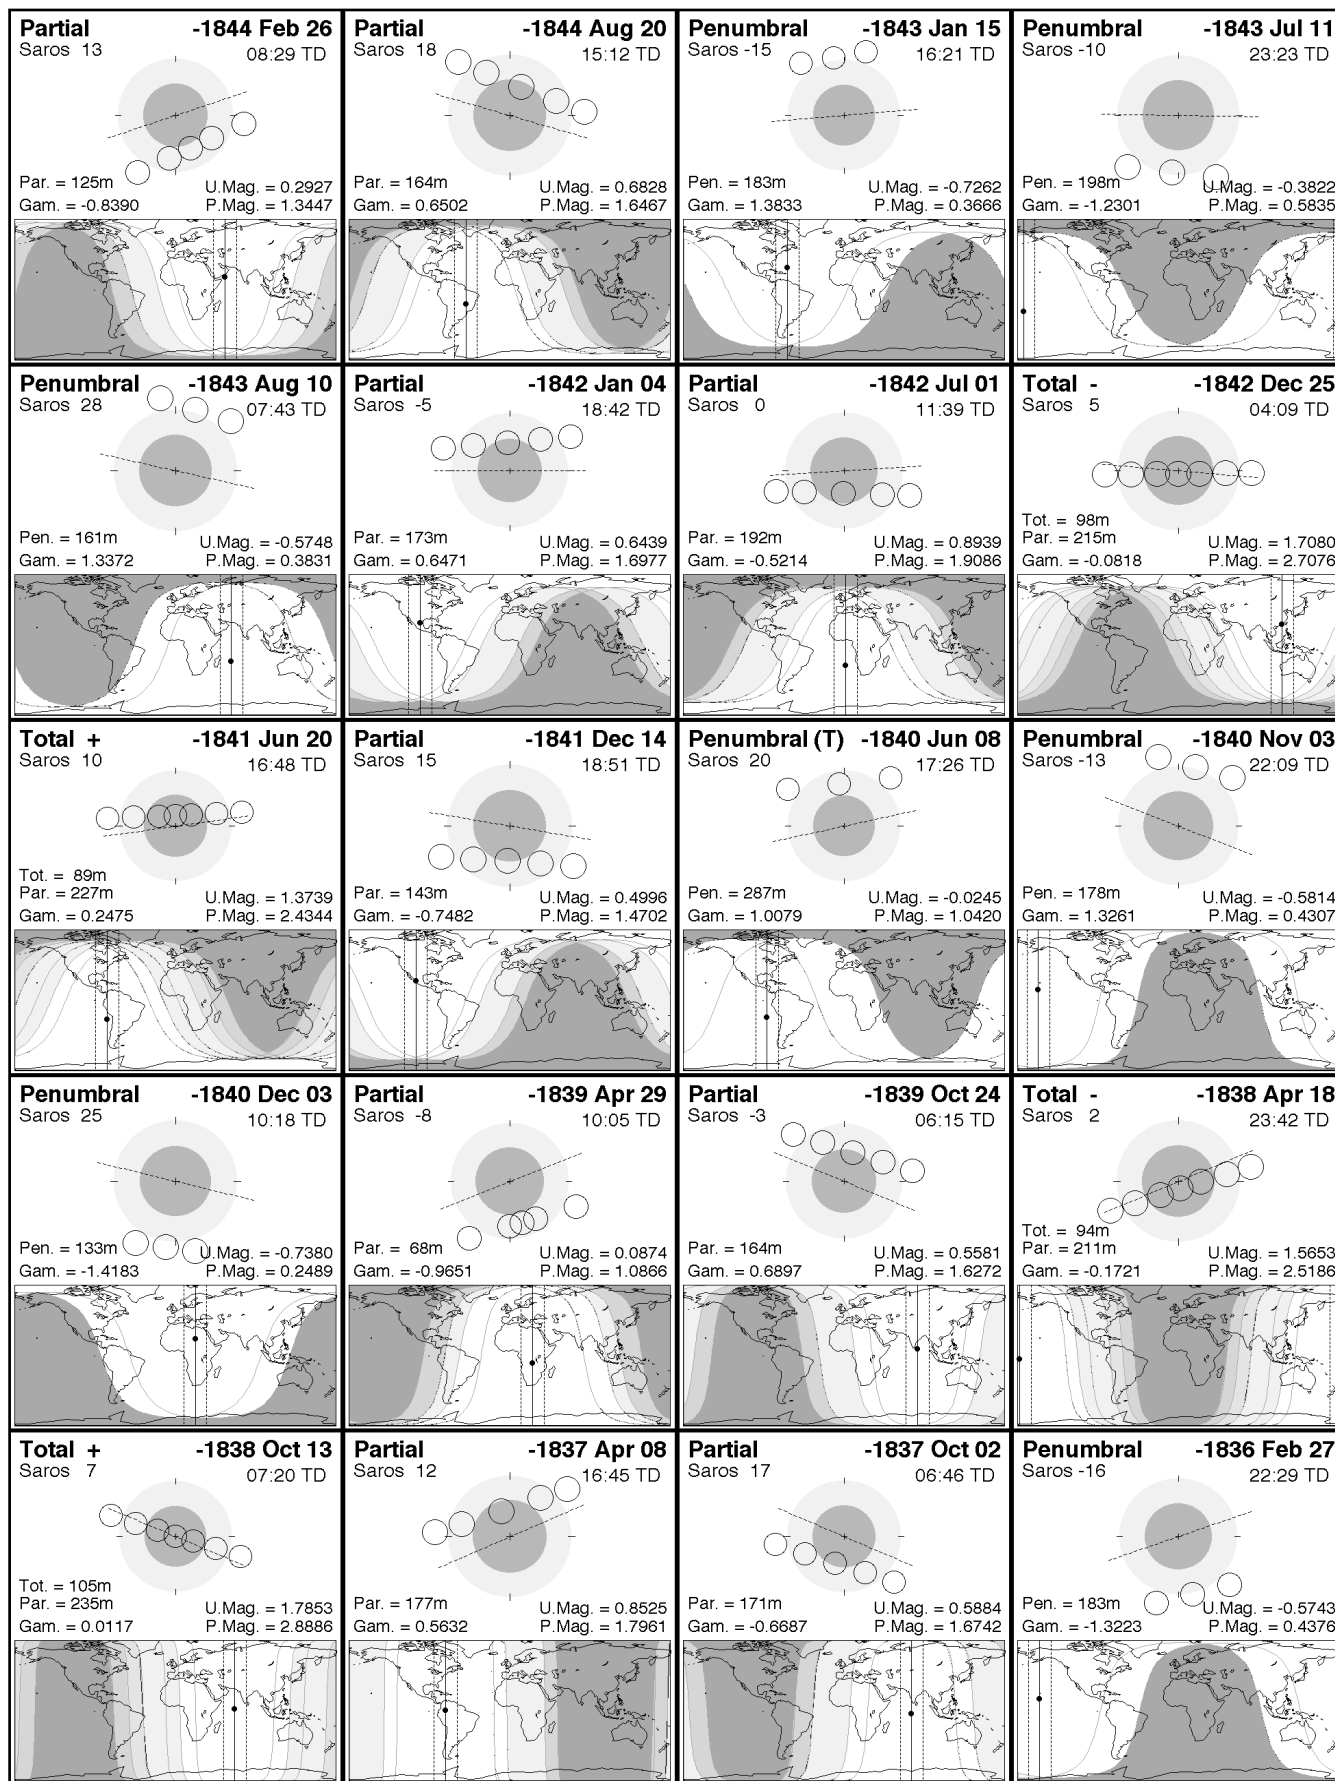 Partial -1844 Feb 26
Saros 13 08:29 TD
Par. = 125m U.Mag. = 0.2927
Gam. = -0.8390 P.Mag. = 1.3447
Partial -1844 Aug 20
Saros 18 15:12 TD
Par. = 164m U.Mag. = 0.6828
Gam. = 0.6502 P.Mag. = 1.6467
Penumbral -1843 Jan 15
Saros -15 16:21 TD
Pen. = 183m U.Mag. = -0.7262
Gam. = 1.3833 P.Mag. = 0.3666
Penumbral -1843 Jul 11
Saros -10 23:23 TD
Pen. = 198m U.Mag. = -0.3822
Gam. = -1.2301 P.Mag. = 0.5835
Penumbral -1843 Aug 10
Saros 28 07:43 TD
Pen. = 161m U.Mag. = -0.5748
Gam. = 1.3372 P.Mag. = 0.3831
Partial -1842 Jan 04
Saros -5 18:42 TD
Par. = 173m U.Mag. = 0.6439
Gam. = 0.6471 P.Mag. = 1.6977
Partial -1842 Jul 01
Saros 0 11:39 TD
Par. = 192m U.Mag. = 0.8939
Gam. = -0.5214 P.Mag. = 1.9086
Total - -1842 Dec 25
Saros 5 04:09 TD
Tot. = 98m
Par. = 215m U.Mag. = 1.7080
Gam. = -0.0818 P.Mag. = 2.7076
Total + -1841 Jun 20
Saros 10 16:48 TD
Tot. = 89m
Par. = 227m U.Mag. = 1.3739
Gam. = 0.2475 P.Mag. = 2.4344
Partial -1841 Dec 14
Saros 15 18:51 TD
Par. = 143m U.Mag. = 0.4996
Gam. = -0.7482 P.Mag. = 1.4702
Penumbral (T) -1840 Jun 08
Saros 20 17:26 TD
Pen. = 287m U.Mag. = -0.0245
Gam. = 1.0079 P.Mag. = 1.0420
Penumbral -1840 Nov 03
Saros -13 22:09 TD
Pen. = 178m U.Mag. = -0.5814
Gam. = 1.3261 P.Mag. = 0.4307
Penumbral -1840 Dec 03
Saros 25 10:18 TD
Pen. = 133m U.Mag. = -0.7380
Gam. = -1.4183 P.Mag. = 0.2489
Partial -1839 Apr 29
Saros -8 10:05 TD
Par. = 68m U.Mag. = 0.0874
Gam. = -0.9651 P.Mag. = 1.0866
Partial -1839 Oct 24
Saros -3 06:15 TD
Par. = 164m U.Mag. = 0.5581
Gam. = 0.6897 P.Mag. = 1.6272
Total - -1838 Apr 18
Saros 2 23:42 TD
Tot. = 94m
Par. = 211m U.Mag. = 1.5653
Gam. = -0.1721 P.Mag. = 2.5186
Total + -1838 Oct 13
Saros 7 07:20 TD
Tot. = 105m
Par. = 235m U.Mag. = 1.7853
Gam. = 0.0117 P.Mag. = 2.8886
Partial -1837 Apr 08
Saros 12 16:45 TD
Par. = 177m U.Mag. = 0.8525
Gam. = 0.5632 P.Mag. = 1.7961
Partial -1837 Oct 02
Saros 17 06:46 TD
Par. = 171m U.Mag. = 0.5884
Gam. = -0.6687 P.Mag. = 1.6742
Penumbral -1836 Feb 27
Saros -16 22:29 TD
Pen. = 183m U.Mag. = -0.5743
Gam. = -1.3223 P.Mag. = 0.4376